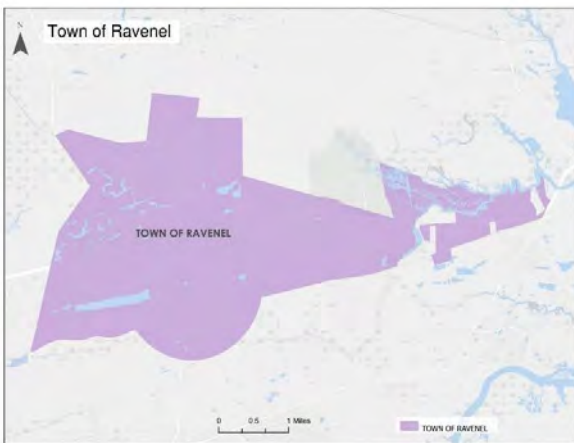 N
Town of Ravenel
TOWN OF RAVENEL
0 0.5 1 Miles
TOWN OF RAVENEL